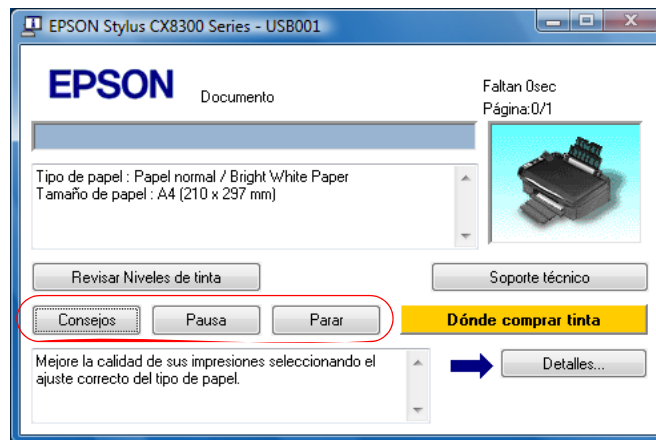 EPSON Stylus CX8300 Series - USB001
EPSON
Documento
Faltan 0sec
Página:0/1
Tipo de papel : Papel normal / Bright White Paper
Tamaño de papel : A4 (210 x 297 mm)
Revisar Niveles de tinta
Soporte técnico
Consejos
Pausa
Parar
Dónde comprar tinta
Mejore la calidad de sus impresiones seleccionando el
ajuste correcto del tipo de papel.
Detalles...